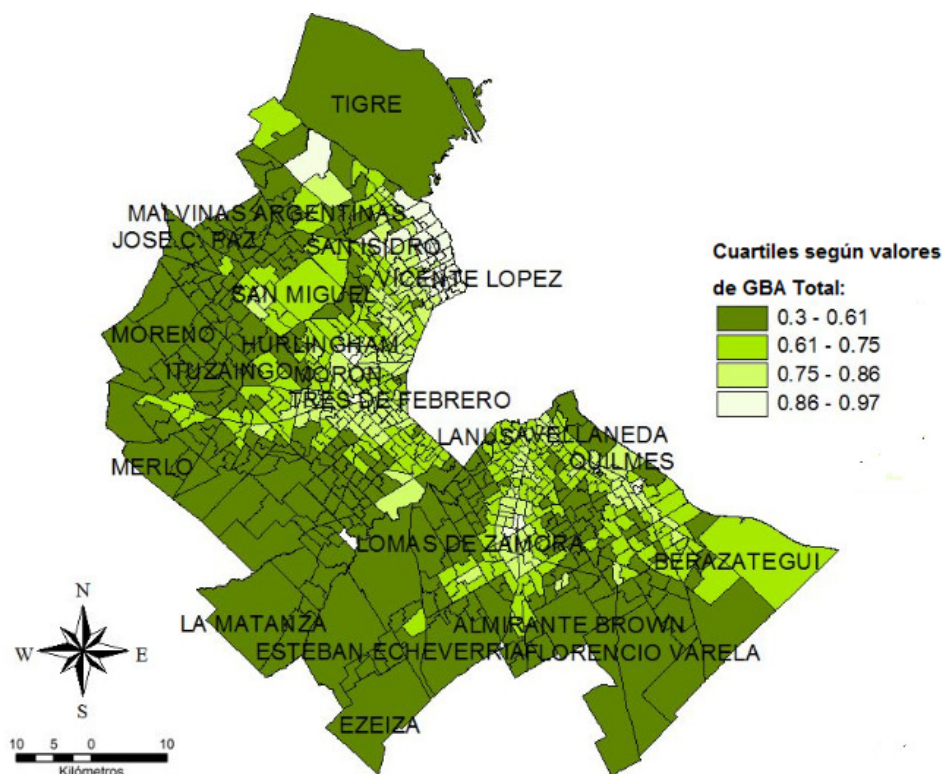 TIGRE
MALVINAS ARGENTINAS
JOSE C. PAZ
SAN ISIDRO
VICENTE LOPEZ
SAN MIGUEL
MORENO
HURLINGHAM
ITUZAINGO
MORON
TRES DE FEBRERO
LANUS
AVELLANEDA
QUILMES
MERLO
LOMAS DE ZAMORA
BERAZATEGUI
LA MATANZA
ALMIRANTE BROWN
ESTEBAN ECHEVERRIA
FLORENCIO VARELA
EZEIZA
Cuartiles según valores
de GBA Total:
0.3 - 0.61
0.61 - 0.75
0.75 - 0.86
0.86 - 0.97
N
W
E
S
10 5 0 10
Kilómetros